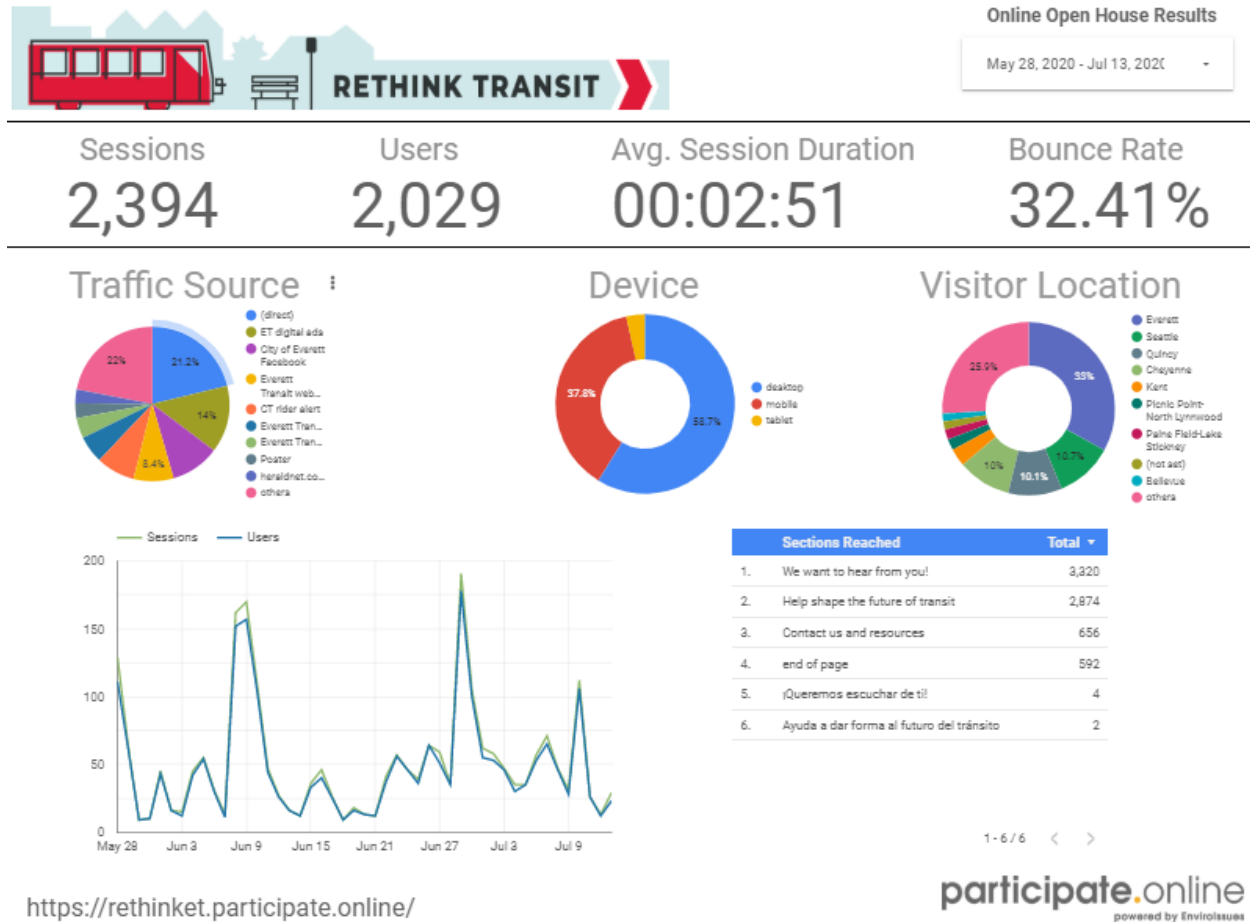 Online Open House Results
RETHINK TRANSIT
May 28, 2020 - Jul 13, 202
Sessions
2,394
Users
2,029
Avg. Session Duration
00:02:51
Bounce Rate
32.41%
Traffic Source
22%
21.2%
14%
8.4%
(direct)
ET digital ads
City of Everett
Facebook
Everett
Transit web...
CT rider alert
Everett Tran...
Everett Tran...
Poster
heraldnet.co...
others
Device
37.8%
58.7%
desktop
mobile
tablet
Visitor Location
25.9%
33%
10.7%
10.1%
10%
Everett
Seattle
Quincy
Cheyenne
Kent
Picnic Point-
North Lynnwood
Paine Field-Lake
Stickney
(not set)
Bellevue
others
Sessions
Users
200
150
100
50
0
May 28
Jun 3
Jun 9
Jun 15
Jun 21
Jun 27
Jul 3
Jul 9
Sections Reached Total
1. We want to hear from you! 3,320
2. Help shape the future of transit 2,874
3. Contact us and resources 656
4. end of page 592
5. ¡Queremos escuchar de ti! 4
6. Ayuda a dar forma al futuro del tránsito 2
1 - 6 / 6
https://rethinket.participate.online/
participate.online
powered by EnviroIssues